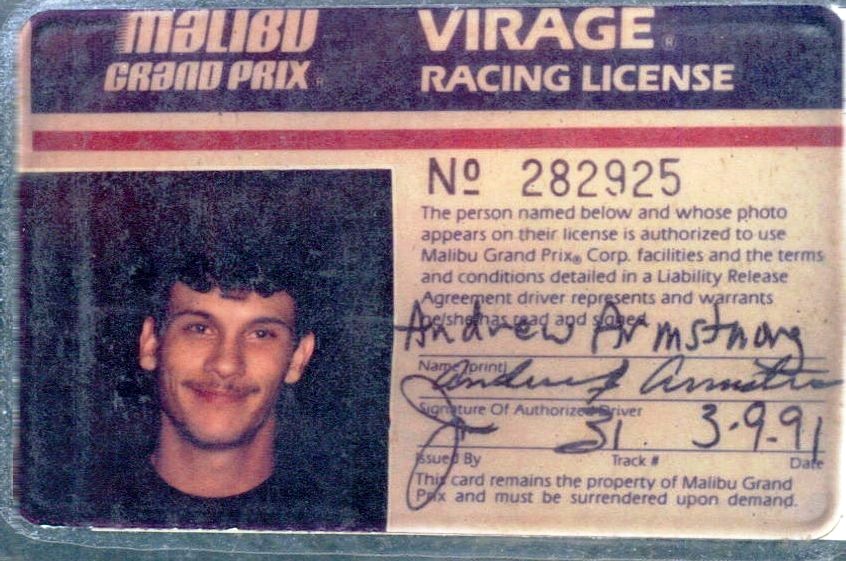 MALIBU
GRAND PRIX®
VIRAGE®
RACING LICENSE
Nº 282925
The person named below and whose photo
appears on their license is authorized to use
Malibu Grand Prix® Corp. facilities and the terms
and conditions detailed in a Liability Release
Agreement driver represents and warrants
he/she has read and signed
Andrew Armstrong
Name (print)
Andrew J Armstrong
Signature Of Authorized Driver
31 3-9-91
Issued By Track # Date
This card remains the property of Malibu Grand
Prix and must be surrendered upon demand.